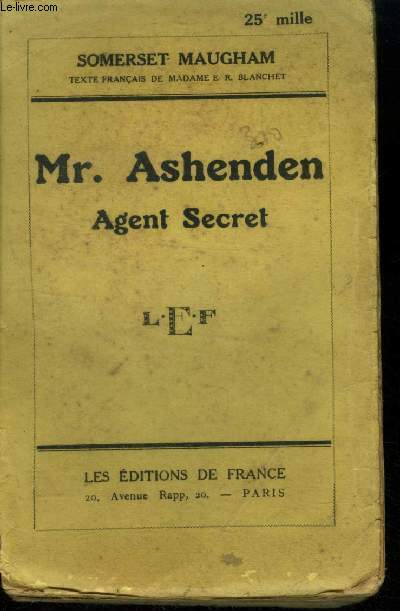 Le-livre.com
25e mille
SOMERSET MAUGHAM
TEXTE FRANÇAIS DE MADAME E. R. BLANCHET
300
Mr. Ashenden
Agent Secret
L·E·F
LES ÉDITIONS DE FRANCE
20, Avenue Rapp, 20. — PARIS